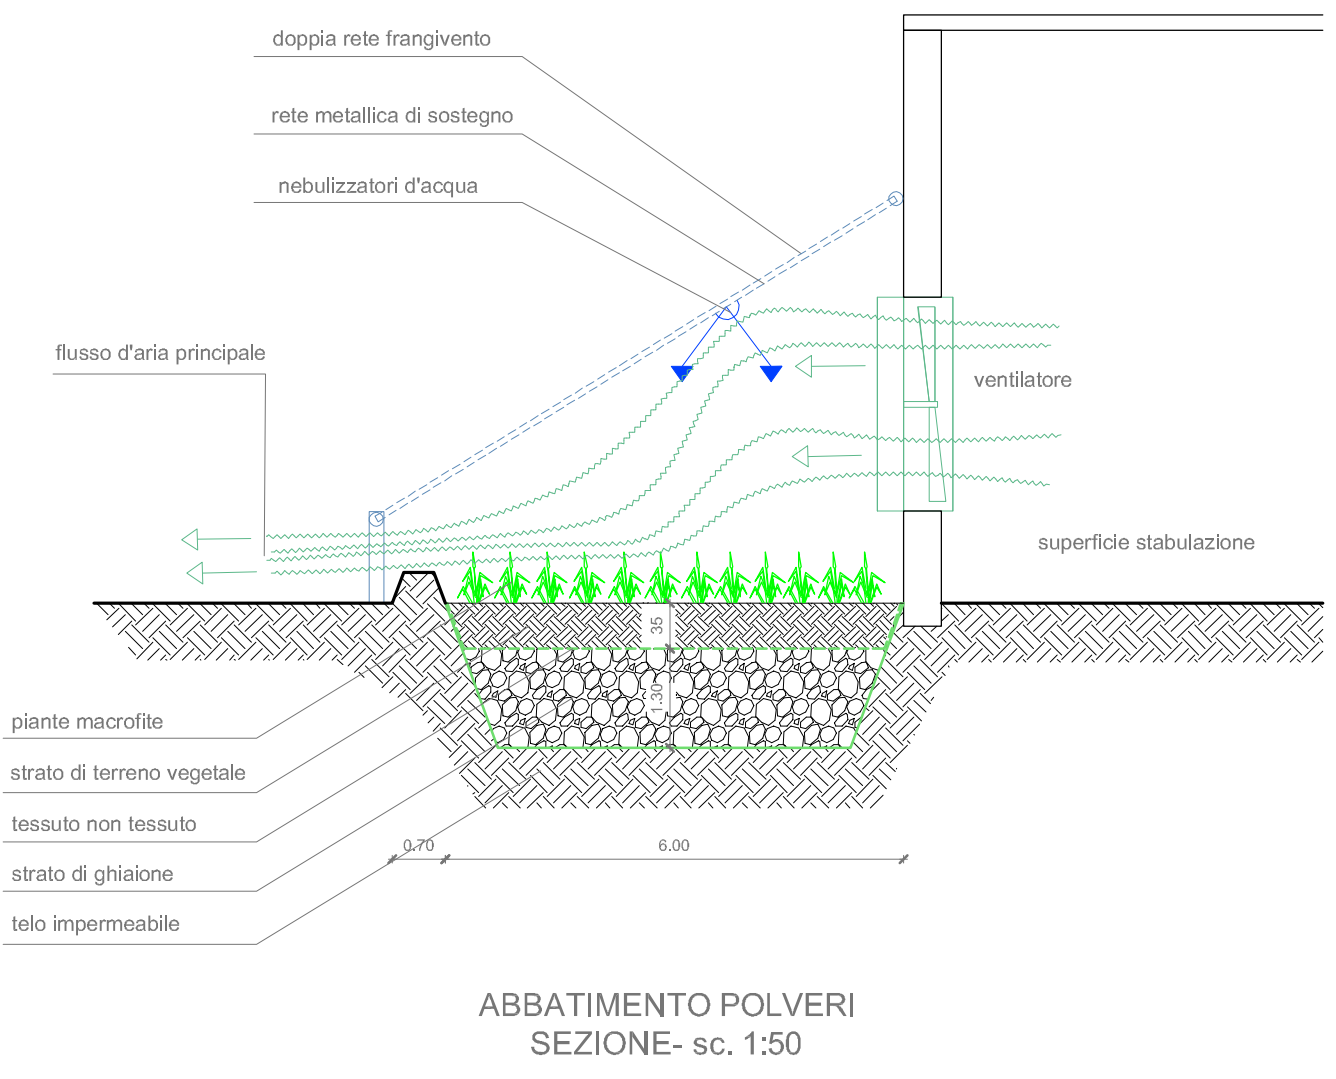 doppia rete frangivento
rete metallica di sostegno
nebulizzatori d'acqua
flusso d'aria principale
ventilatore
superficie stabulazione
35
1.30
piante macrofite
strato di terreno vegetale
tessuto non tessuto
strato di ghiaione
telo impermeabile
0.70
6.00
ABBATIMENTO POLVERI
SEZIONE- sc. 1:50